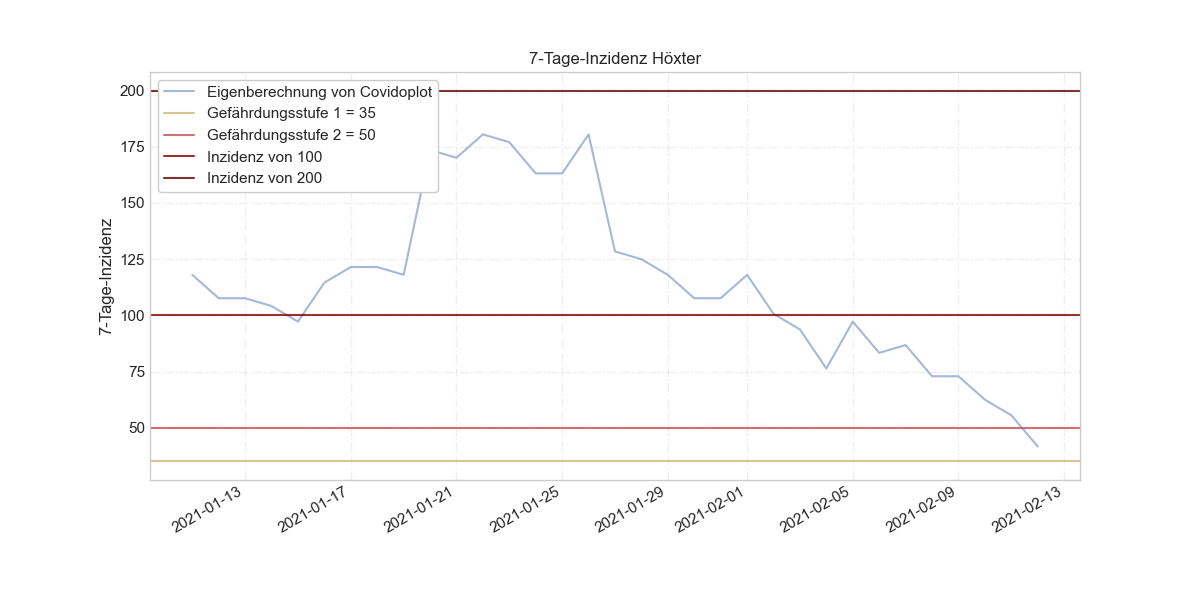 7-Tage-Inzidenz Höxter
Eigenberechnung von Covidoplot
Gefährdungsstufe 1 = 35
Gefährdungsstufe 2 = 50
Inzidenz von 100
Inzidenz von 200
7-Tage-Inzidenz
200
175
150
125
100
75
50
2021-01-13
2021-01-17
2021-01-21
2021-01-25
2021-01-29
2021-02-01
2021-02-05
2021-02-09
2021-02-13